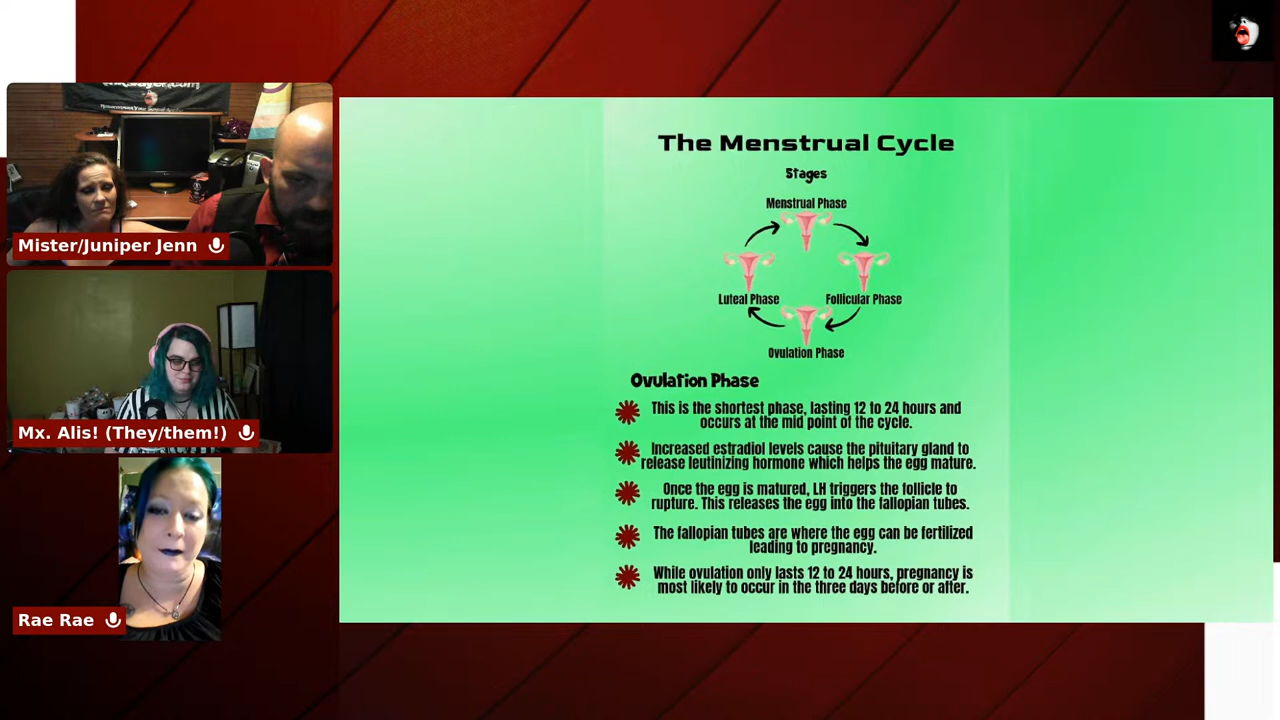 Mister/Juniper Jenn
Mx. Alis! (They/them!)
Rae Rae
The Menstrual Cycle
Stages
Menstrual Phase
Luteal Phase
Follicular Phase
Ovulation Phase
Ovulation Phase
This is the shortest phase, lasting 12 to 24 hours and
occurs at the mid point of the cycle.
Increased estradiol levels cause the pituitary gland to
release leutinizing hormone which helps the egg mature.
Once the egg is matured, LH triggers the follicle to
rupture. This releases the egg into the fallopian tubes.
The fallopian tubes are where the egg can be fertilized
leading to pregnancy.
While ovulation only lasts 12 to 24 hours, pregnancy is
most likely to occur in the three days before or after.